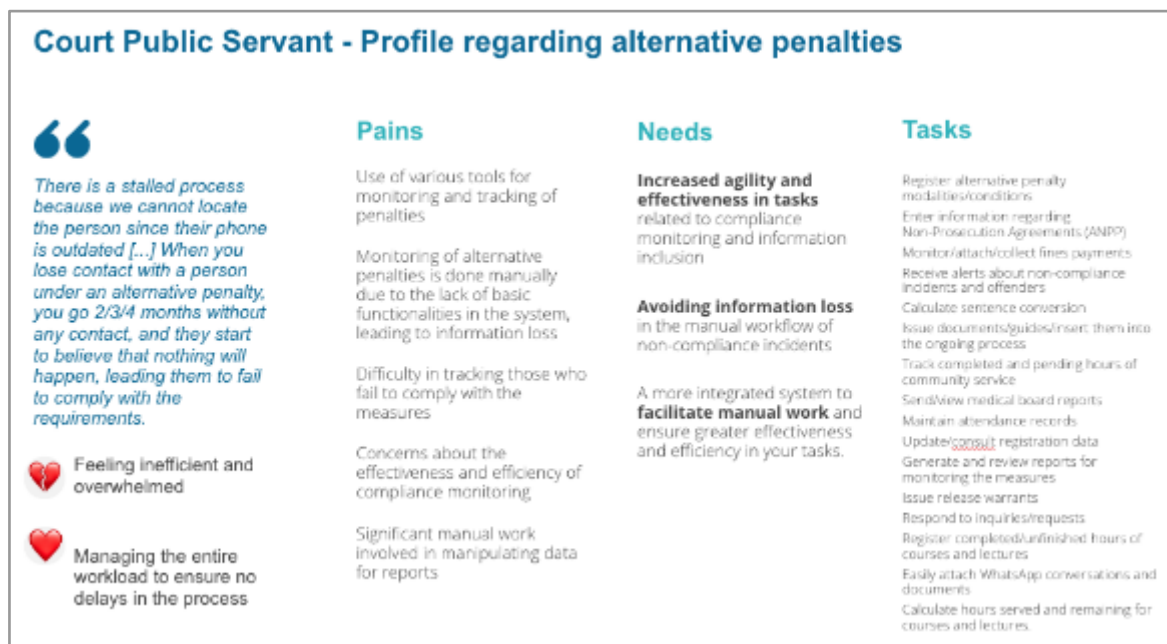 Court Public Servant - Profile regarding alternative penalties
There is a stalled process
because we cannot locate
the person since their phone
is outdated [...] When you
lose contact with a person
under an alternative penalty,
you go 2/3/4 months without
any contact, and they start
to believe that nothing will
happen, leading them to fail
to comply with the
requirements.
Feeling inefficient and
overwhelmed
Managing the entire
workload to ensure no
delays in the process
Pains
Use of various tools for
monitoring and tracking of
penalties
Monitoring of alternative
penalties is done manually
due to the lack of basic
functionalities in the system,
leading to information loss
Difficulty in tracking those who
fail to comply with the
measures
Concerns about the
effectiveness and efficiency of
compliance monitoring
Significant manual work
involved in manipulating data
for reports
Needs
Increased agility and
effectiveness in tasks
related to compliance
monitoring and information
inclusion
Avoiding information loss
in the manual workflow of
non-compliance incidents
A more integrated system to
facilitate manual work and
ensure greater effectiveness
and efficiency in your tasks.
Tasks
Register alternative penalty
modalities/conditions
Enter information regarding
Non-Prosecution Agreements (ANPP)
Monitor/attach/collect fines payments
Receive alerts about non-compliance
incidents and offenders
Calculate sentence conversion
Issue documents/guides/insert them into
the ongoing process
Track completed and pending hours of
community service
Send/view medical board reports
Maintain attendance records
Update/consult registration data
Generate and review reports for
monitoring the measures
Issue release warrants
Respond to inquiries/requests
Register completed/unfinished hours of
courses and lectures
Easily attach WhatsApp conversations and
documents
Calculate hours served and remaining for
courses and lectures.